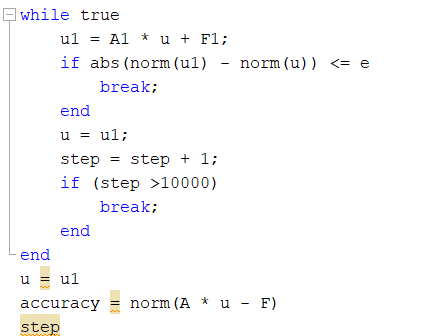 while true
    u1 = A1 * u + F1;
    if abs(norm(u1) - norm(u)) <= e
        break;
    end
    u = u1;
    step = step + 1;
    if (step >10000)
        break;
    end
end
u = u1
accuracy = norm(A * u - F)
step